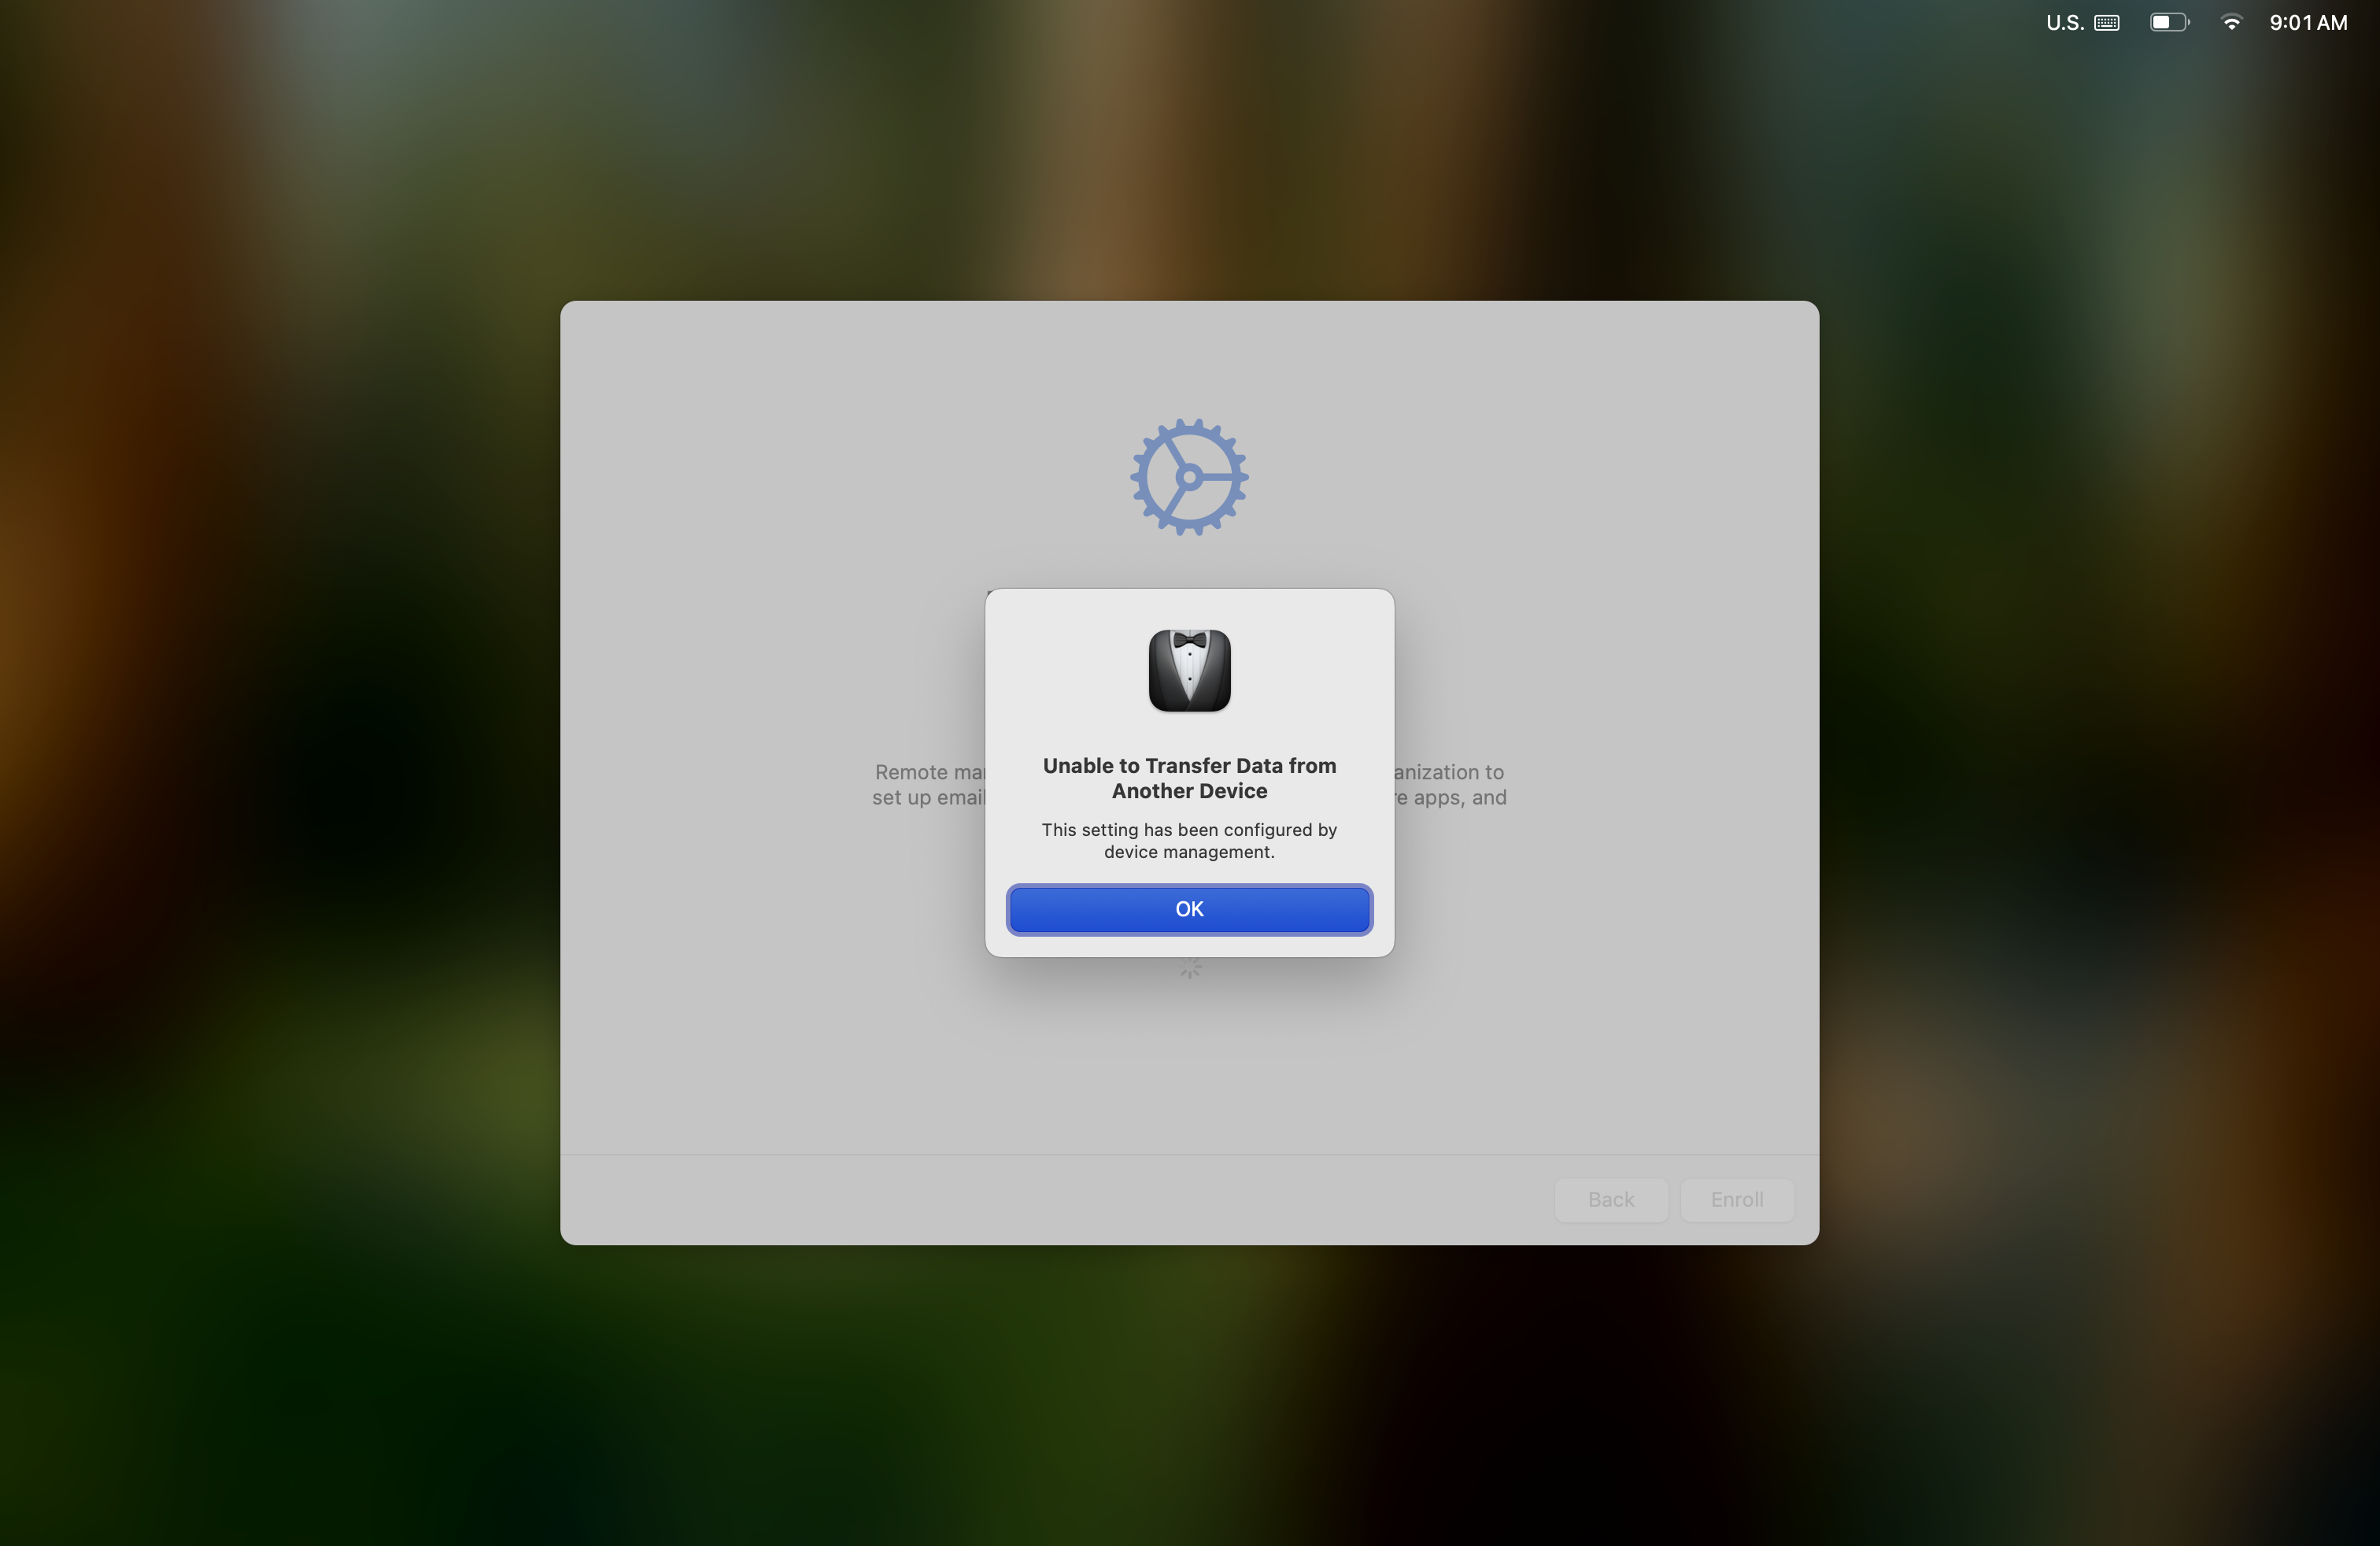 U.S.
9:01 AM
Unable to Transfer Data from
Another Device
Remote anization to
set up email re apps, and
This setting has been configured by
device management.
OK
Back
Enroll